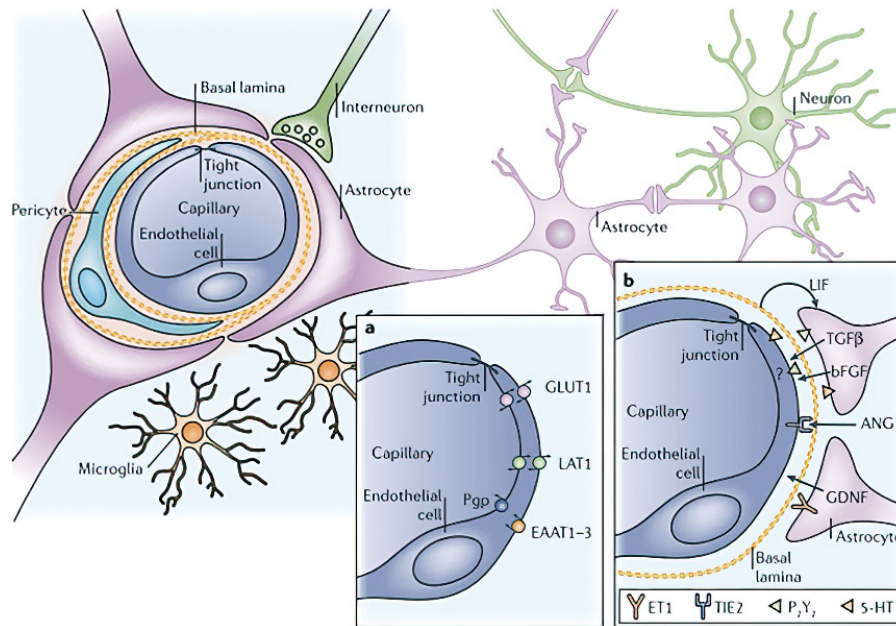 Basal lamina
Interneuron
Neuron
Tight
junction
Astrocyte
Pericyte
Capillary
Endothelial
cell
Astrocyte
Microglia
a
Tight
junction
GLUT1
Capillary
LAT1
Endothelial
cell
Pgp
EAAT1–3
b
LIF
Tight
junction
TGFβ
?
bFGF
Capillary
ANG
Endothelial
cell
GDNF
Astrocyte
Basal
lamina
ET1 TIE2 P₂Y₂ 5-HT